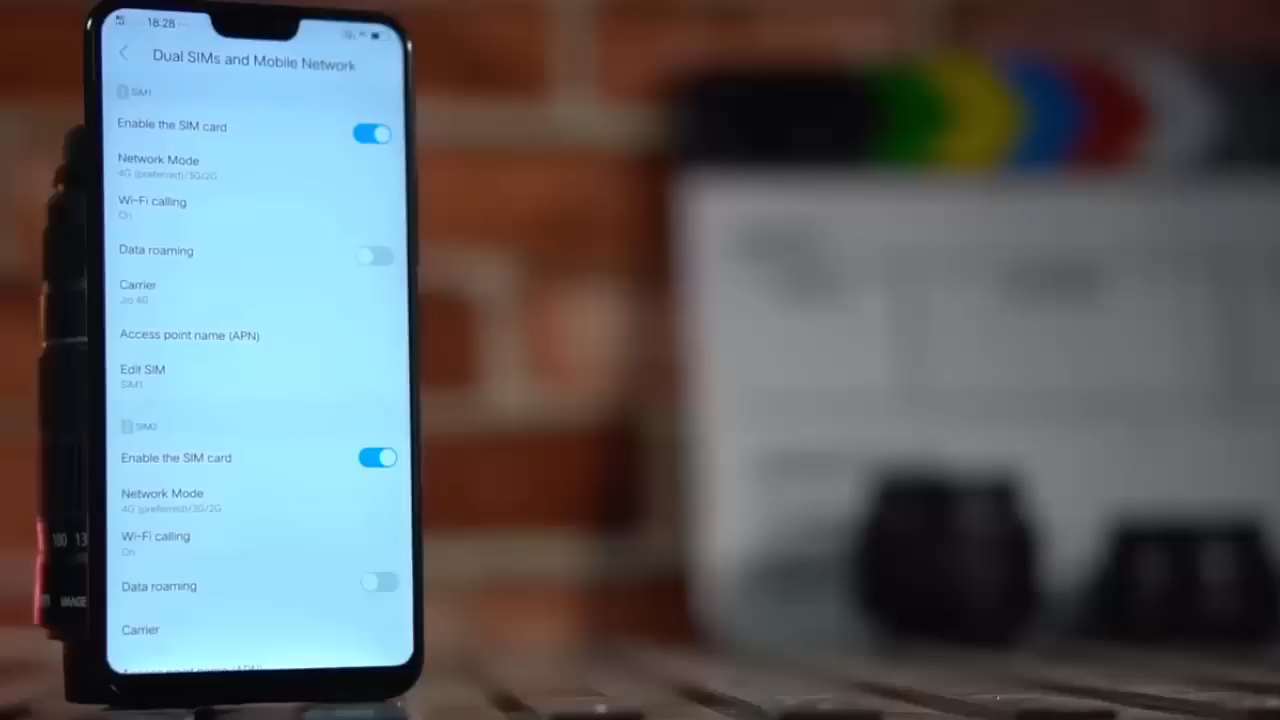 18:28
Dual SIMs and Mobile Network
SIM1
Enable the SIM card
Network Mode
4G (preferred)/3G/2G
Wi-Fi calling
On
Data roaming
Carrier
Jio 4G
Access point name (APN)
Edit SIM
SIM1
SIM2
Enable the SIM card
Network Mode
4G (preferred)/3G/2G
Wi-Fi calling
On
Data roaming
Carrier
100
IMAGE